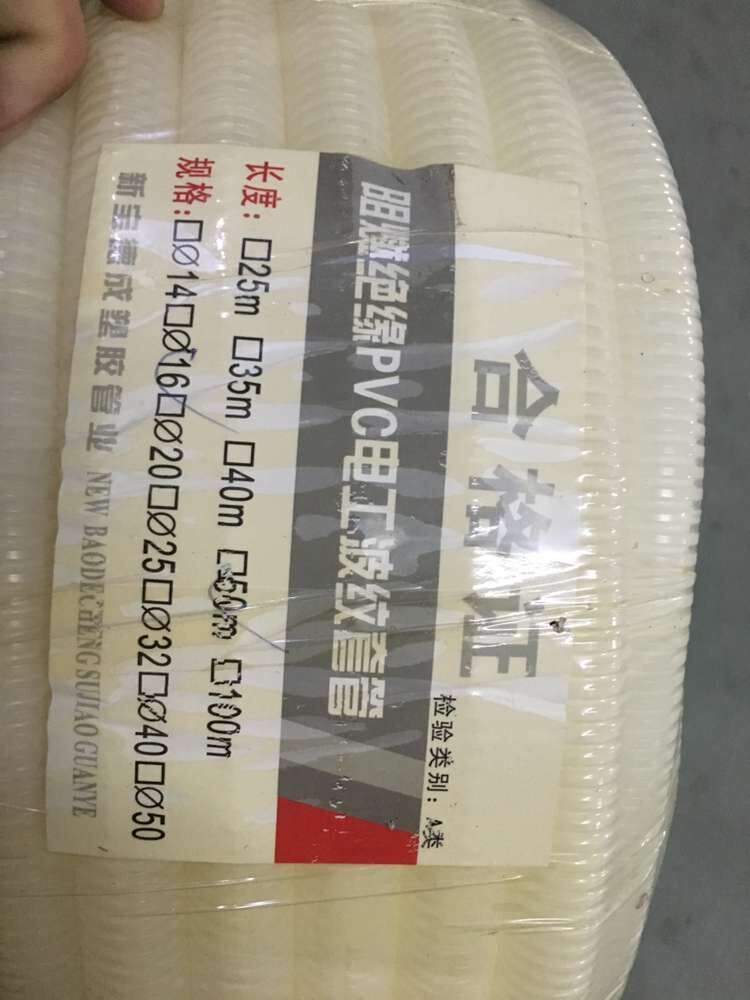 合格证
检验类别：A类
阻燃绝缘PVC电工波纹套管
长度：□25m □35m □40m □50m □100m
规格:□Ø14□Ø16□Ø20□Ø25□Ø32□Ø40□Ø50
新宝德成塑胶管业 NEW BAODECHENG SUJIAO GUANYE